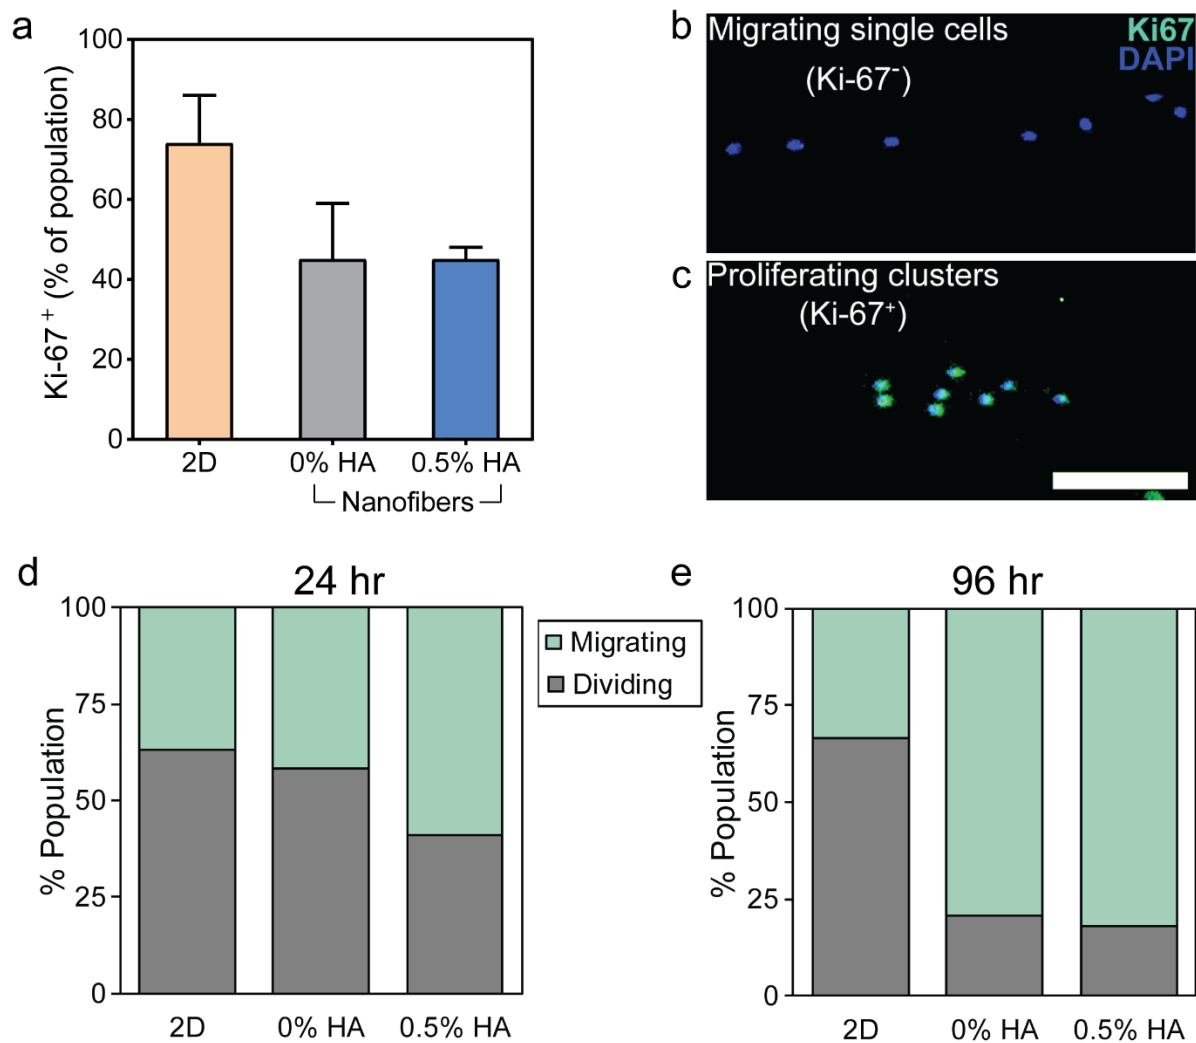 a
100
80
60
40
20
0
Ki-67+ (% of population)
2D
0% HA
0.5% HA
Nanofibers
b
Migrating single cells
(Ki-67-)
Ki67
DAPI
c
Proliferating clusters
(Ki-67+)
d
24 hr
100
75
50
25
0
% Population
2D
0% HA
0.5% HA
Migrating
Dividing
e
96 hr
100
75
50
25
0
% Population
2D
0% HA
0.5% HA